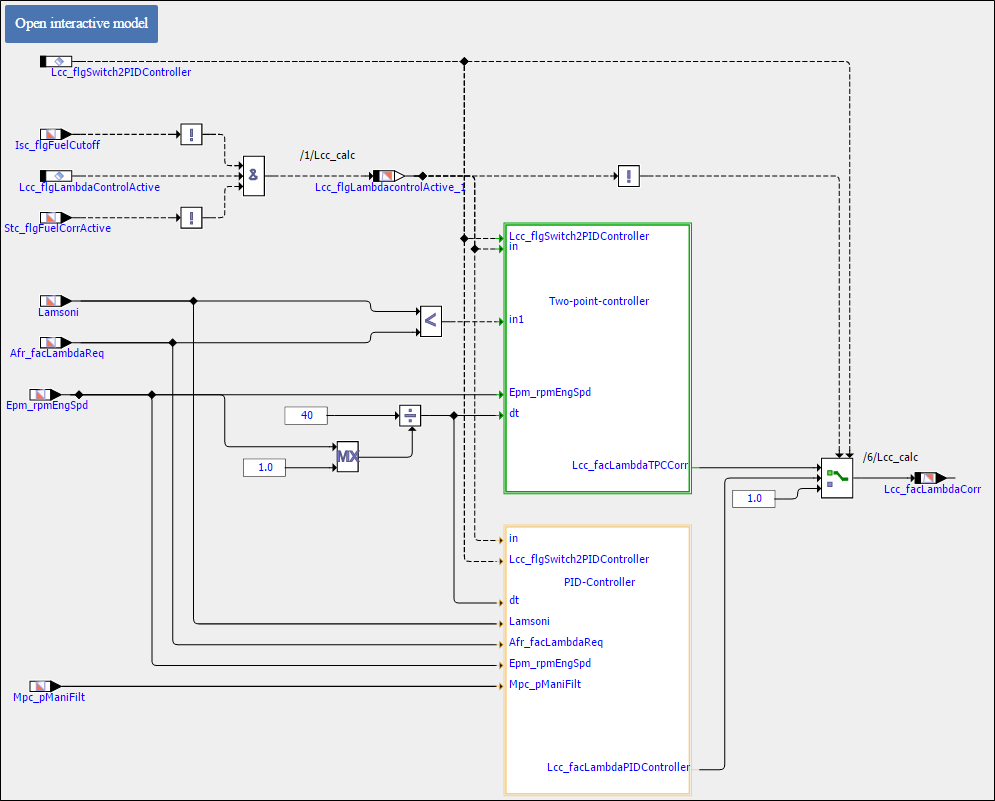 Open interactive model
Lcc_flgSwitch2PIDController
Isc_flgFuelCutoff
!
/1/Lcc_calc
&
Lcc_flgLambdaControlActive
Lcc_flgLambdacontrolActive_1
!
Stc_flgFuelCorrActive
!
Lcc_flgSwitch2PIDController
in
Two-point-controller
Lamsoni
<
in1
Afr_facLambdaReq
Epm_rpmEngSpd
Epm_rpmEngSpd
40
÷
dt
MX
1.0
Lcc_facLambdaTPCCorr
/6/Lcc_calc
1.0
Lcc_facLambdaCorr
in
Lcc_flgSwitch2PIDController
PID-Controller
dt
Lamsoni
Afr_facLambdaReq
Epm_rpmEngSpd
Mpc_pManiFilt
Mpc_pManiFilt
Lcc_facLambdaPIDController